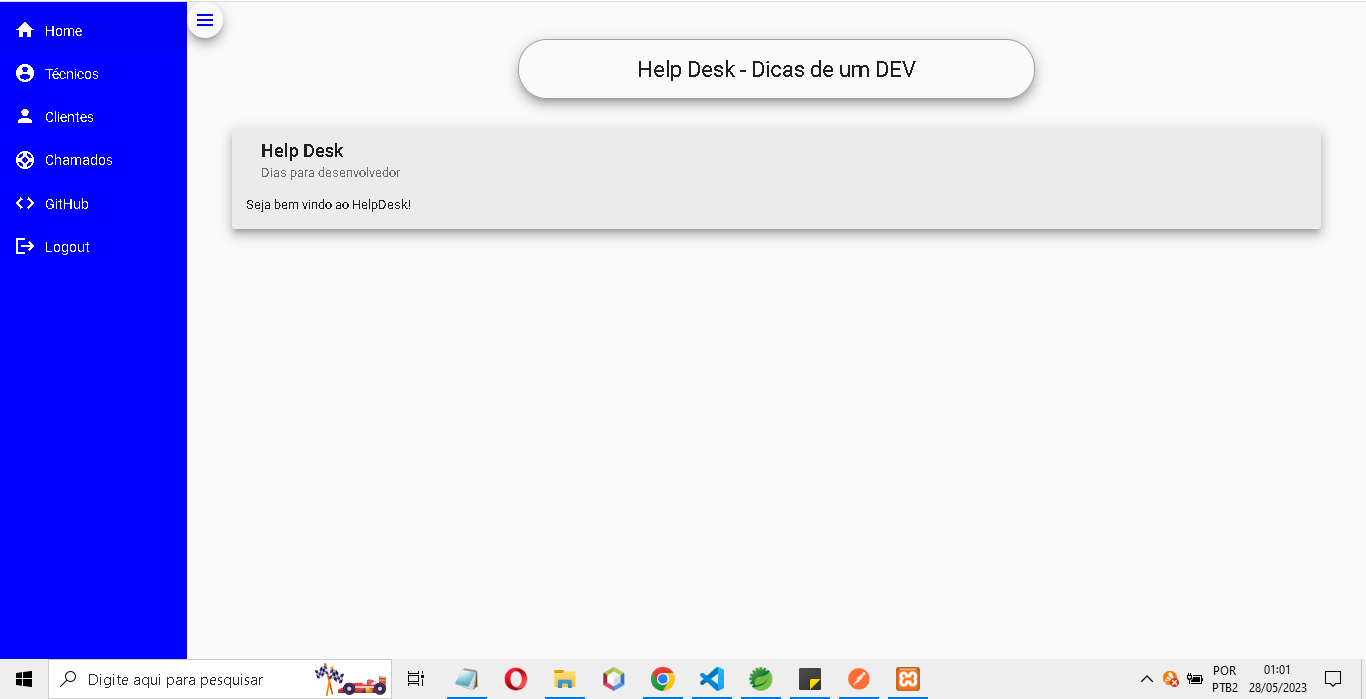 Home
Técnicos
Clientes
Chamados
GitHub
Logout
Help Desk - Dicas de um DEV
Help Desk
Dias para desenvolvedor
Seja bem vindo ao HelpDesk!
Digite aqui para pesquisar
POR
PTB2
01:01
28/05/2023